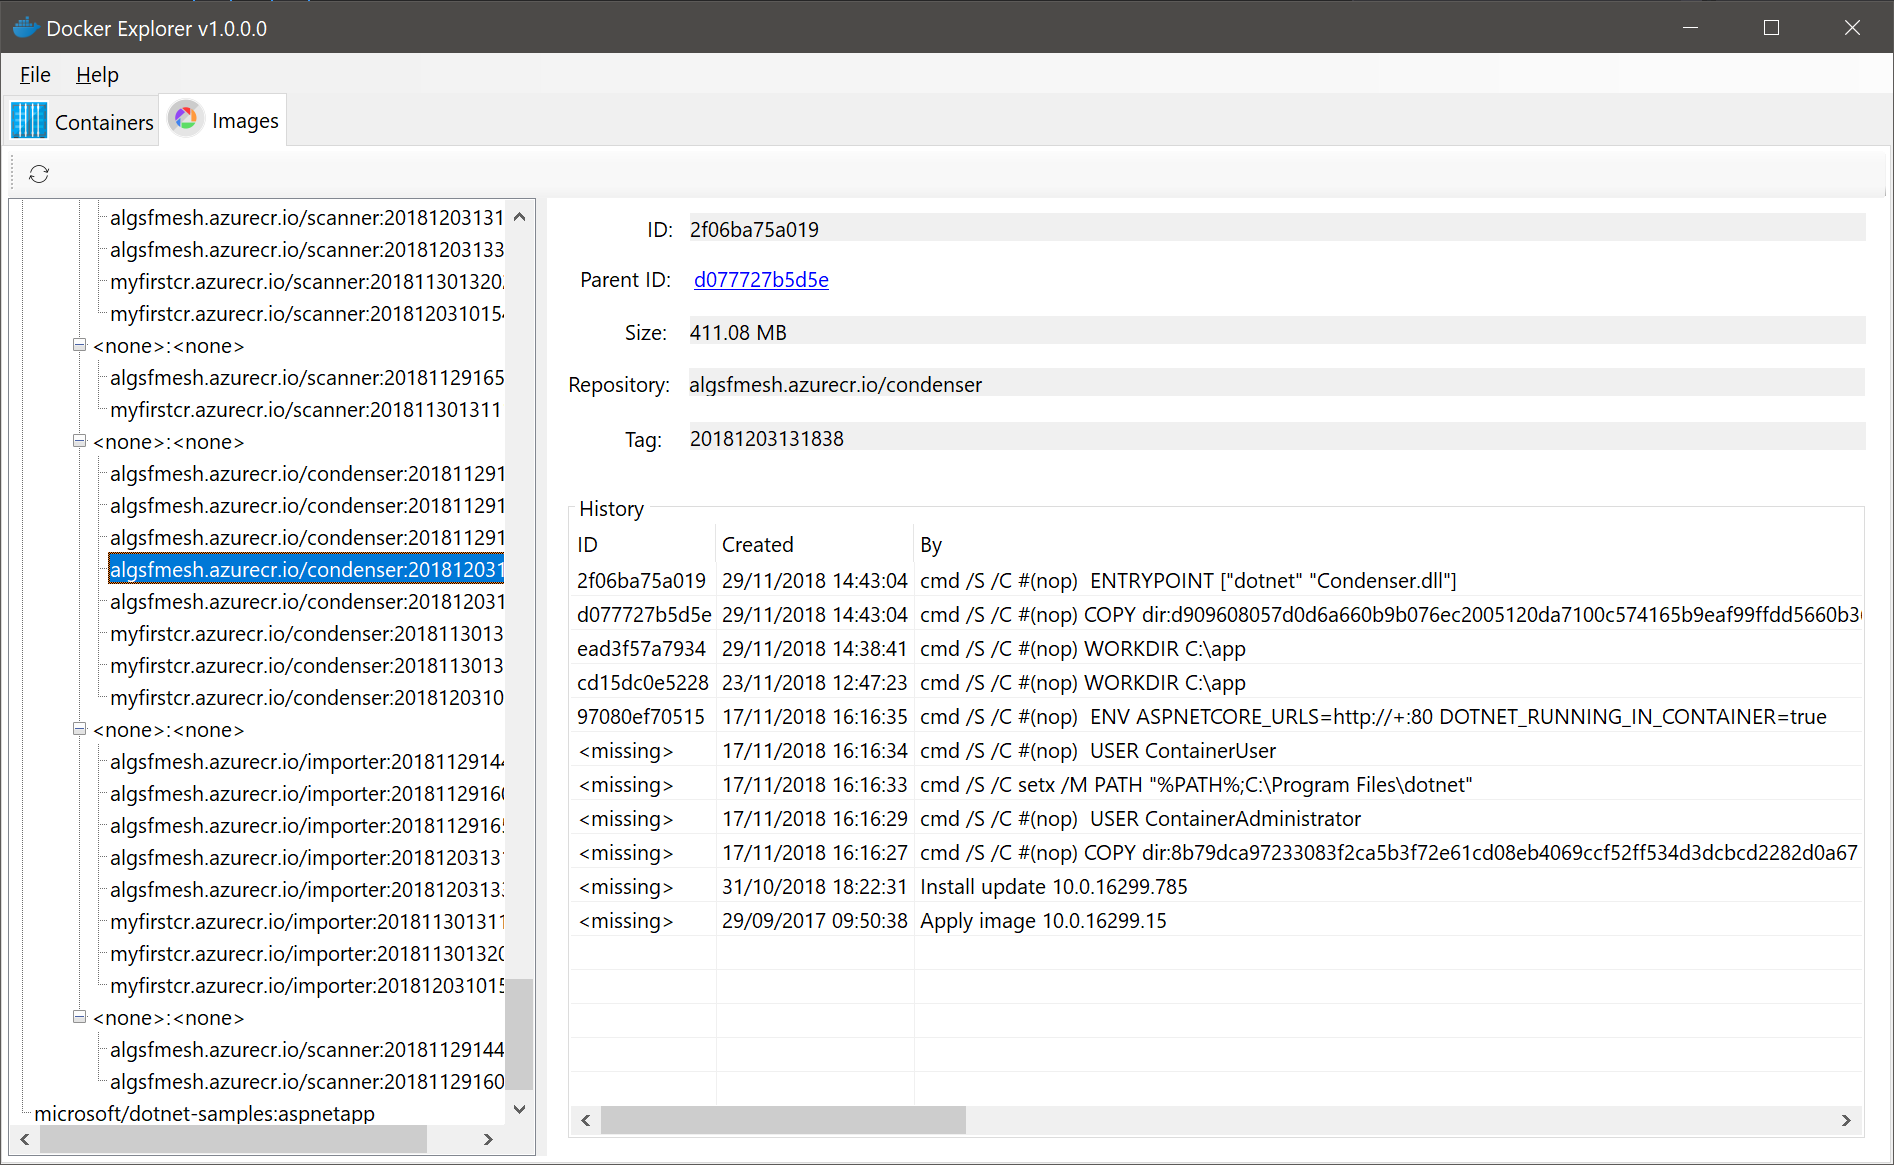 Docker Explorer v1.0.0.0
File Help
Containers Images
algsfmesh.azurecr.io/scanner:20181203131
algsfmesh.azurecr.io/scanner:20181203133
myfirstcr.azurecr.io/scanner:201811301320
myfirstcr.azurecr.io/scanner:201812031015
<none>:<none>
algsfmesh.azurecr.io/scanner:20181129165
myfirstcr.azurecr.io/scanner:201811301311
<none>:<none>
algsfmesh.azurecr.io/condenser:201811291
algsfmesh.azurecr.io/condenser:201811291
algsfmesh.azurecr.io/condenser:201811291
algsfmesh.azurecr.io/condenser:201812031
algsfmesh.azurecr.io/condenser:201812031
myfirstcr.azurecr.io/condenser:2018113013
myfirstcr.azurecr.io/condenser:2018113013
myfirstcr.azurecr.io/condenser:2018120310
<none>:<none>
algsfmesh.azurecr.io/importer:2018112914
algsfmesh.azurecr.io/importer:2018112916
algsfmesh.azurecr.io/importer:2018112916
algsfmesh.azurecr.io/importer:2018120313
algsfmesh.azurecr.io/importer:2018120313
myfirstcr.azurecr.io/importer:201811301311
myfirstcr.azurecr.io/importer:20181130132
myfirstcr.azurecr.io/importer:20181203101
<none>:<none>
algsfmesh.azurecr.io/scanner:20181129144
algsfmesh.azurecr.io/scanner:20181129160
microsoft/dotnet-samples:aspnetapp
ID: 2f06ba75a019
Parent ID: d077727b5d5e
Size: 411.08 MB
Repository: algsfmesh.azurecr.io/condenser
Tag: 20181203131838
History
ID Created By
2f06ba75a019 29/11/2018 14:43:04 cmd /S /C #(nop)  ENTRYPOINT ["dotnet" "Condenser.dll"]
d077727b5d5e 29/11/2018 14:43:04 cmd /S /C #(nop) COPY dir:d909608057d0d6a660b9b076ec2005120da7100c574165b9eaf99ffdd5660b3
ead3f57a7934 29/11/2018 14:38:41 cmd /S /C #(nop) WORKDIR C:\app
cd15dc0e5228 23/11/2018 12:47:23 cmd /S /C #(nop) WORKDIR C:\app
97080ef70515 17/11/2018 16:16:35 cmd /S /C #(nop)  ENV ASPNETCORE_URLS=http://+:80 DOTNET_RUNNING_IN_CONTAINER=true
<missing> 17/11/2018 16:16:34 cmd /S /C #(nop)  USER ContainerUser
<missing> 17/11/2018 16:16:33 cmd /S /C setx /M PATH "%PATH%;C:\Program Files\dotnet"
<missing> 17/11/2018 16:16:29 cmd /S /C #(nop)  USER ContainerAdministrator
<missing> 17/11/2018 16:16:27 cmd /S /C #(nop) COPY dir:8b79dca97233083f2ca5b3f72e61cd08eb4069ccf52ff534d3dcbcd2282d0a67
<missing> 31/10/2018 18:22:31 Install update 10.0.16299.785
<missing> 29/09/2017 09:50:38 Apply image 10.0.16299.15